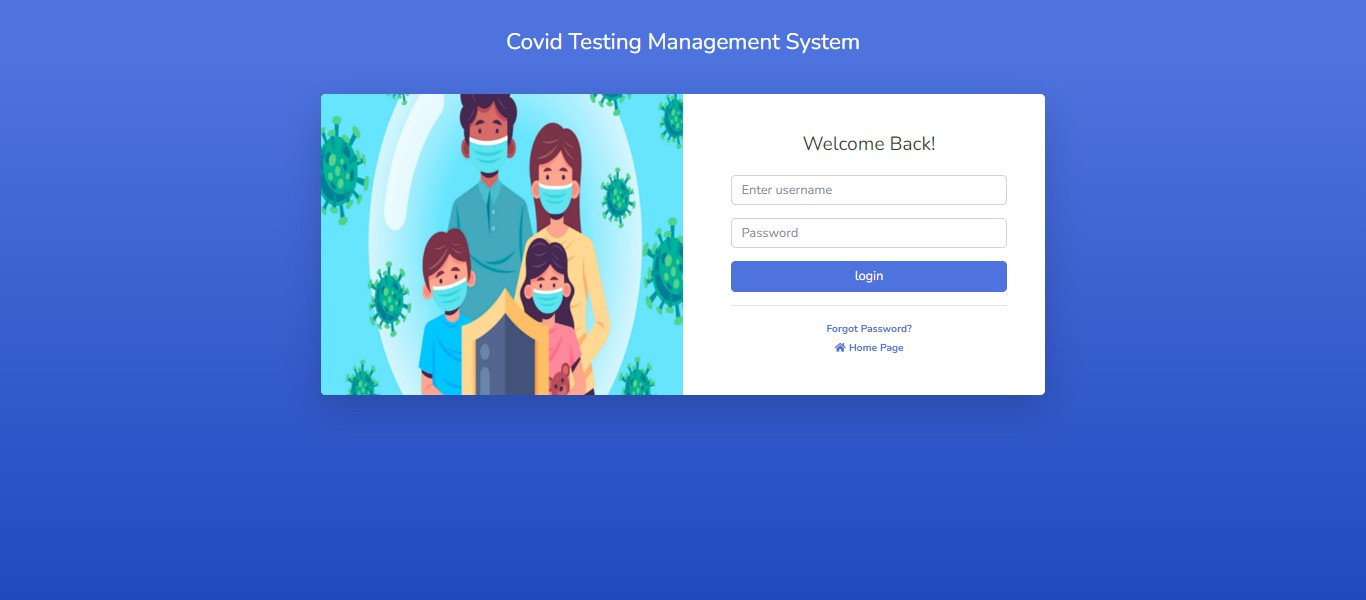 Covid Testing Management System
Welcome Back!
Enter username
Password
login
Forgot Password?
Home Page